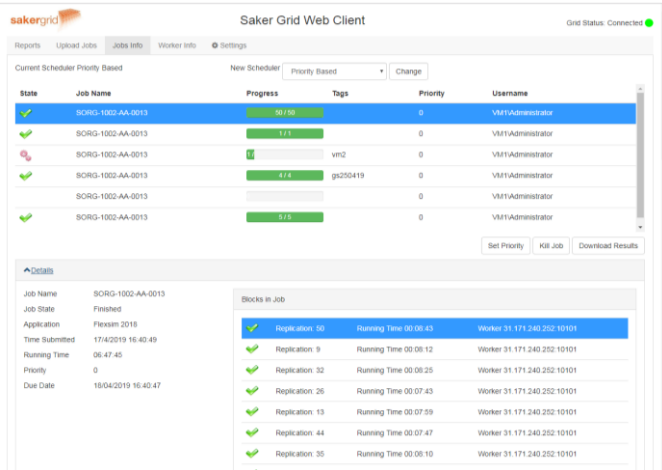 sakergrid
Saker Grid Web Client
Grid Status: Connected
Reports Upload Jobs Jobs Info Worker Info Settings
Current Scheduler Priority Based New Scheduler Priority Based Change
State Job Name Progress Tags Priority Username
SORG-1002-AA-0013 50 / 50 0 VM1\Administrator
SORG-1002-AA-0013 1 / 1 0 VM1\Administrator
SORG-1002-AA-0013 vm2 0 VM1\Administrator
SORG-1002-AA-0013 4 / 4 gs250419 0 VM1\Administrator
SORG-1002-AA-0013 0 VM1\Administrator
SORG-1002-AA-0013 5 / 5 0 VM1\Administrator
Set Priority Kill Job Download Results
Details
Job Name SORG-1002-AA-0013
Job State Finished
Application Flexsim 2018
Time Submitted 17/4/2019 16:40:49
Running Time 06:47:45
Priority 0
Due Date 18/04/2019 16:40:47
Blocks in Job
Replication: 50 Running Time 00:08:43 Worker 31.171.240.252:10101
Replication: 9 Running Time 00:08:12 Worker 31.171.240.252:10101
Replication: 32 Running Time 00:08:25 Worker 31.171.240.252:10101
Replication: 26 Running Time 00:07:43 Worker 31.171.240.252:10101
Replication: 13 Running Time 00:07:59 Worker 31.171.240.252:10101
Replication: 44 Running Time 00:07:47 Worker 31.171.240.252:10101
Replication: 35 Running Time 00:08:10 Worker 31.171.240.252:10101